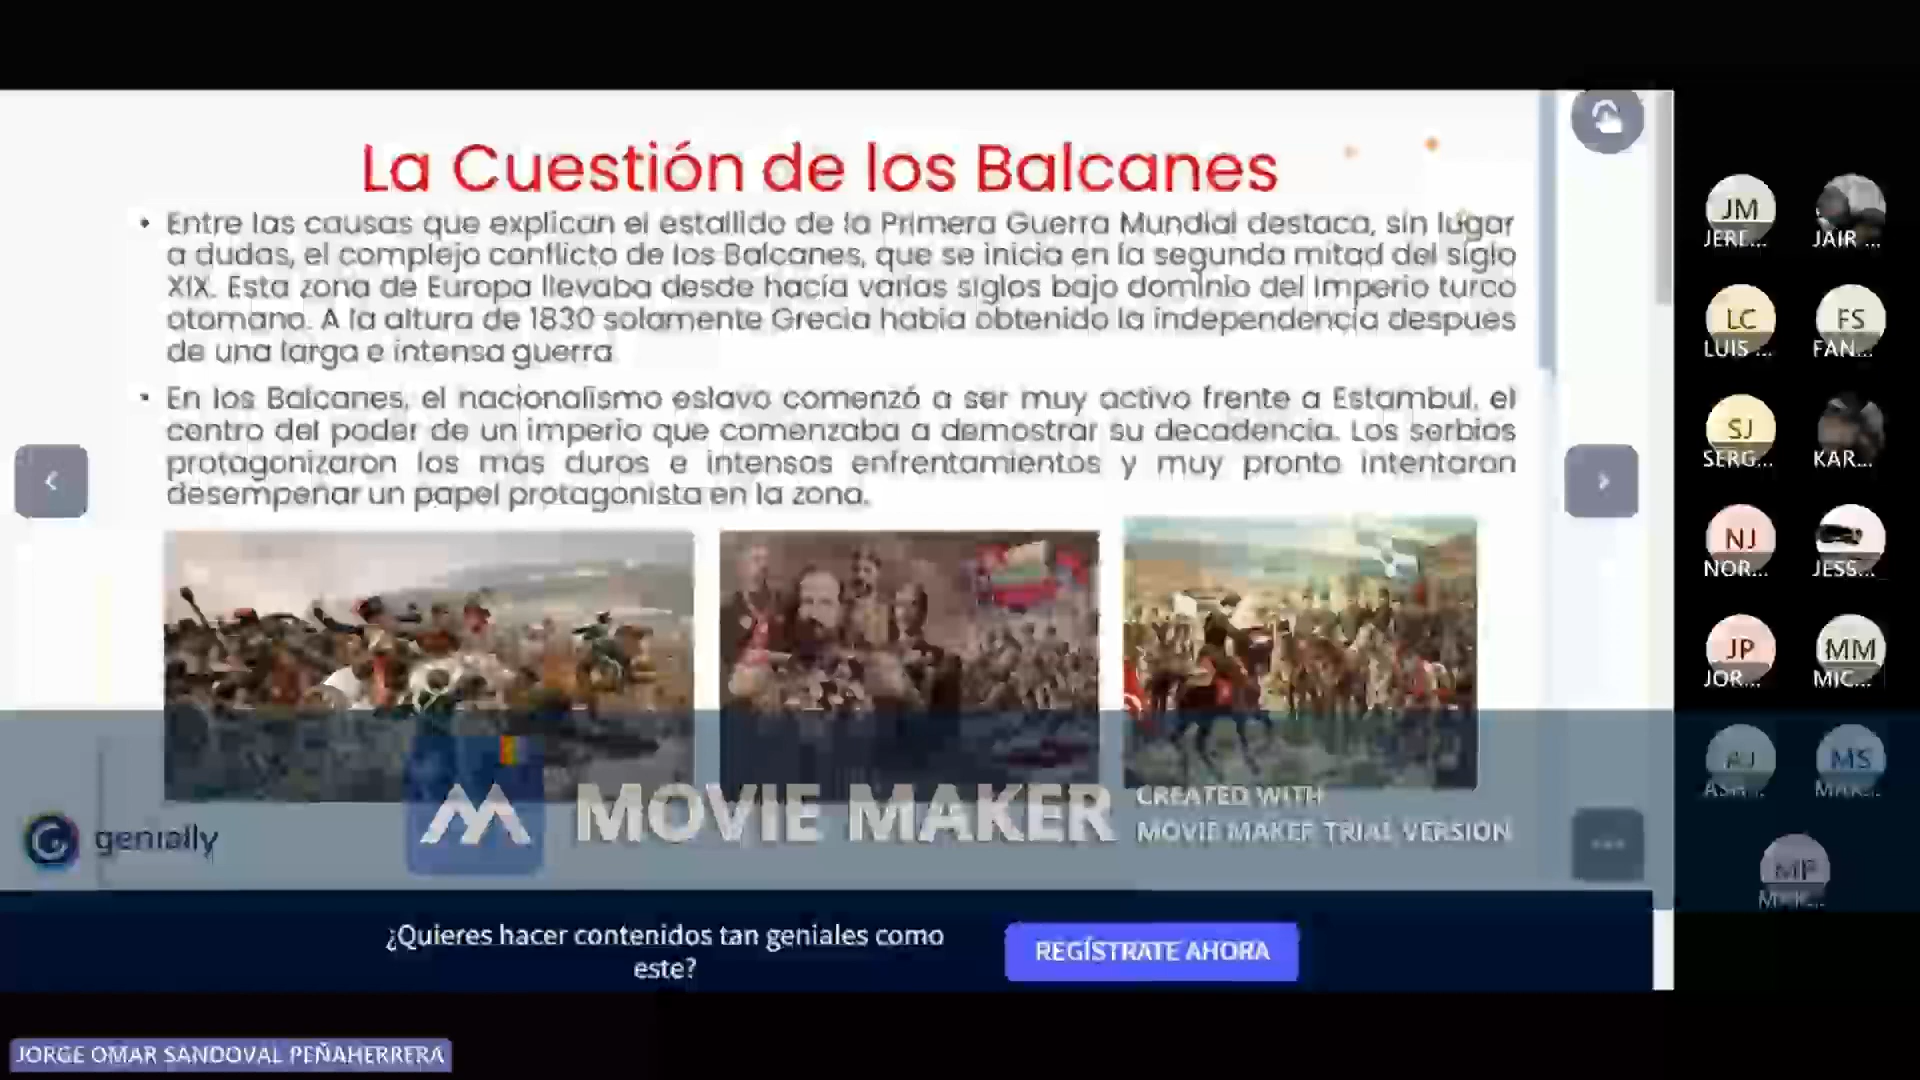 La Cuestión de los Balcanes
• Entre las causas que explican el estallido de la Primera Guerra Mundial destaca, sin lugar
a dudas, el complejo conflicto de los Balcanes, que se inicia en la segunda mitad del siglo
XIX. Esta zona de Europa llevaba desde hacía varios siglos bajo dominio del Imperio turco
otomano. A la altura de 1830 solamente Grecia había obtenido la independencia después
de una larga e intensa guerra
• En los Balcanes, el nacionalismo eslavo comenzó a ser muy activo frente a Estambul, el
centro del poder de un imperio que comenzaba a demostrar su decadencia. Los serbios
protagonizaron los mas duros e intensos enfrentamientos y muy pronto intentaron
desempeñar un papel protagonista en la zona.
JM
JERE...
JAIR ...
LC
LUIS ...
FS
FAN...
SJ
SERG...
KAR...
NJ
NOR...
JESS...
JP
JOR...
MM
MIC...
AJ
ASH...
MS
MP
genially
MOVIE MAKER
CREATED WITH
MOVIE MAKER TRIAL VERSION
¿Quieres hacer contenidos tan geniales como
este?
REGÍSTRATE AHORA
JORGE OMAR SANDOVAL PEÑAHERRERA